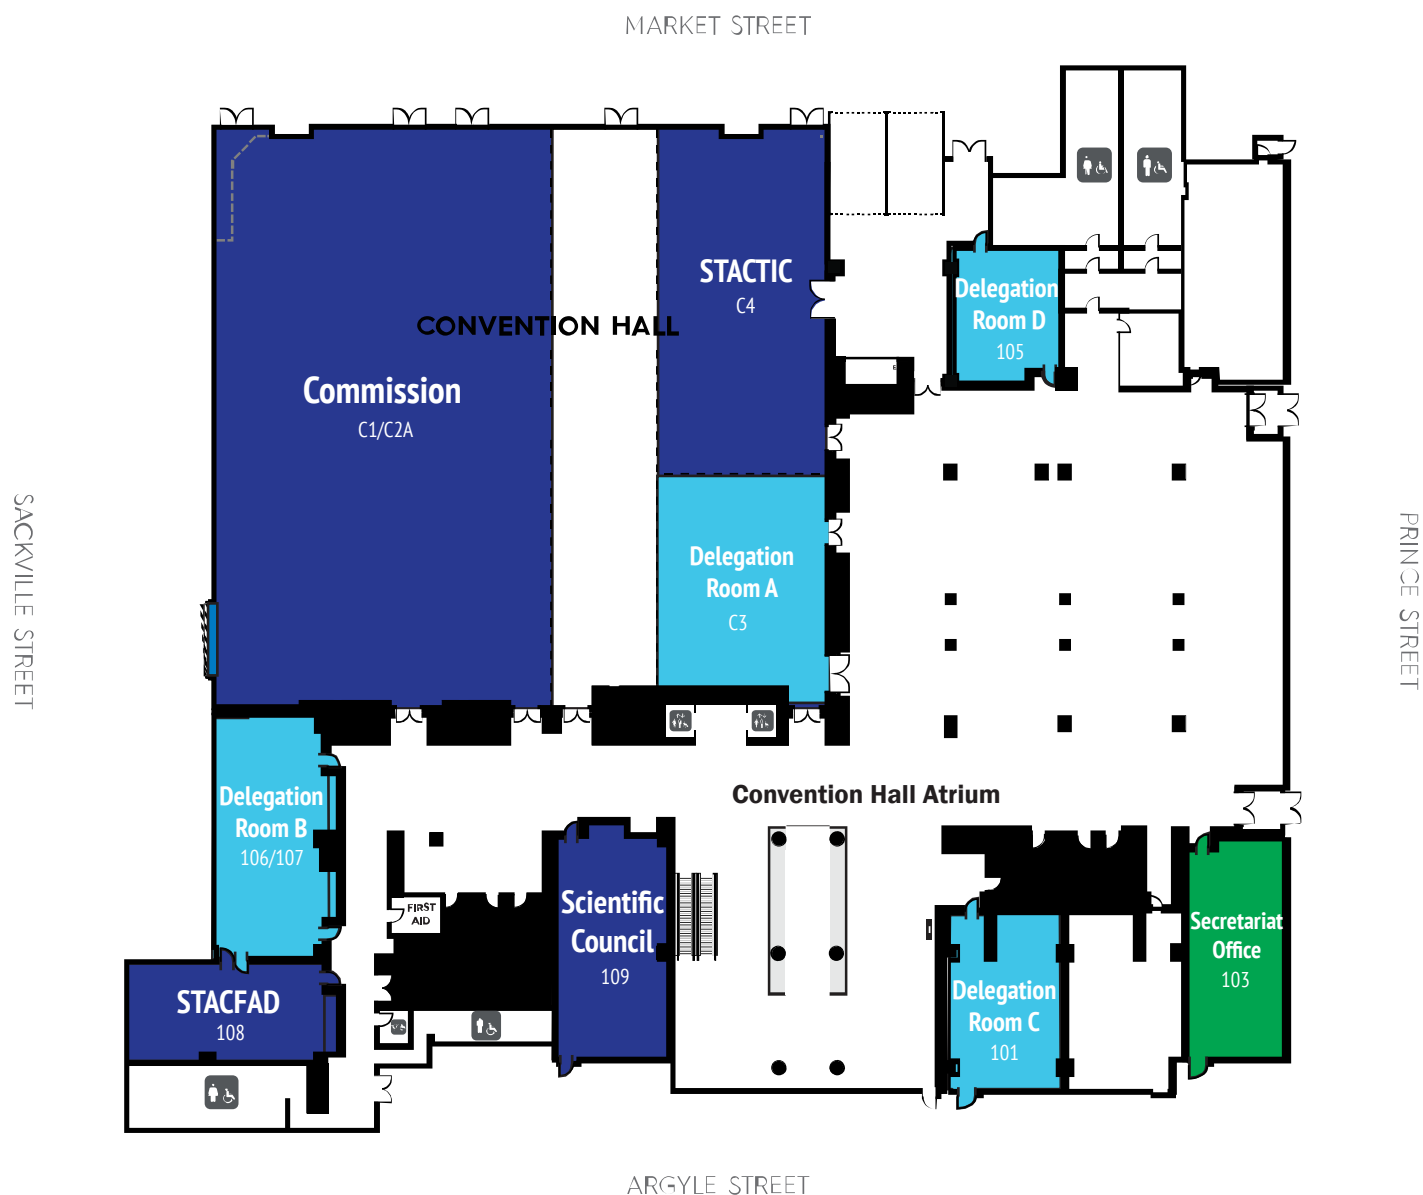 MARKET STREET
STACTIC
C4
CONVENTION HALL
Delegation
Room D
105
Commission
C1/C2A
SACKVILLE STREET
PRINCE STREET
Delegation
Room A
C3
Convention Hall Atrium
Delegation
Room B
106/107
FIRST
AID
Scientific
Council
109
Secretariat
Office
103
STACFAD
108
Delegation
Room C
101
ARGYLE STREET